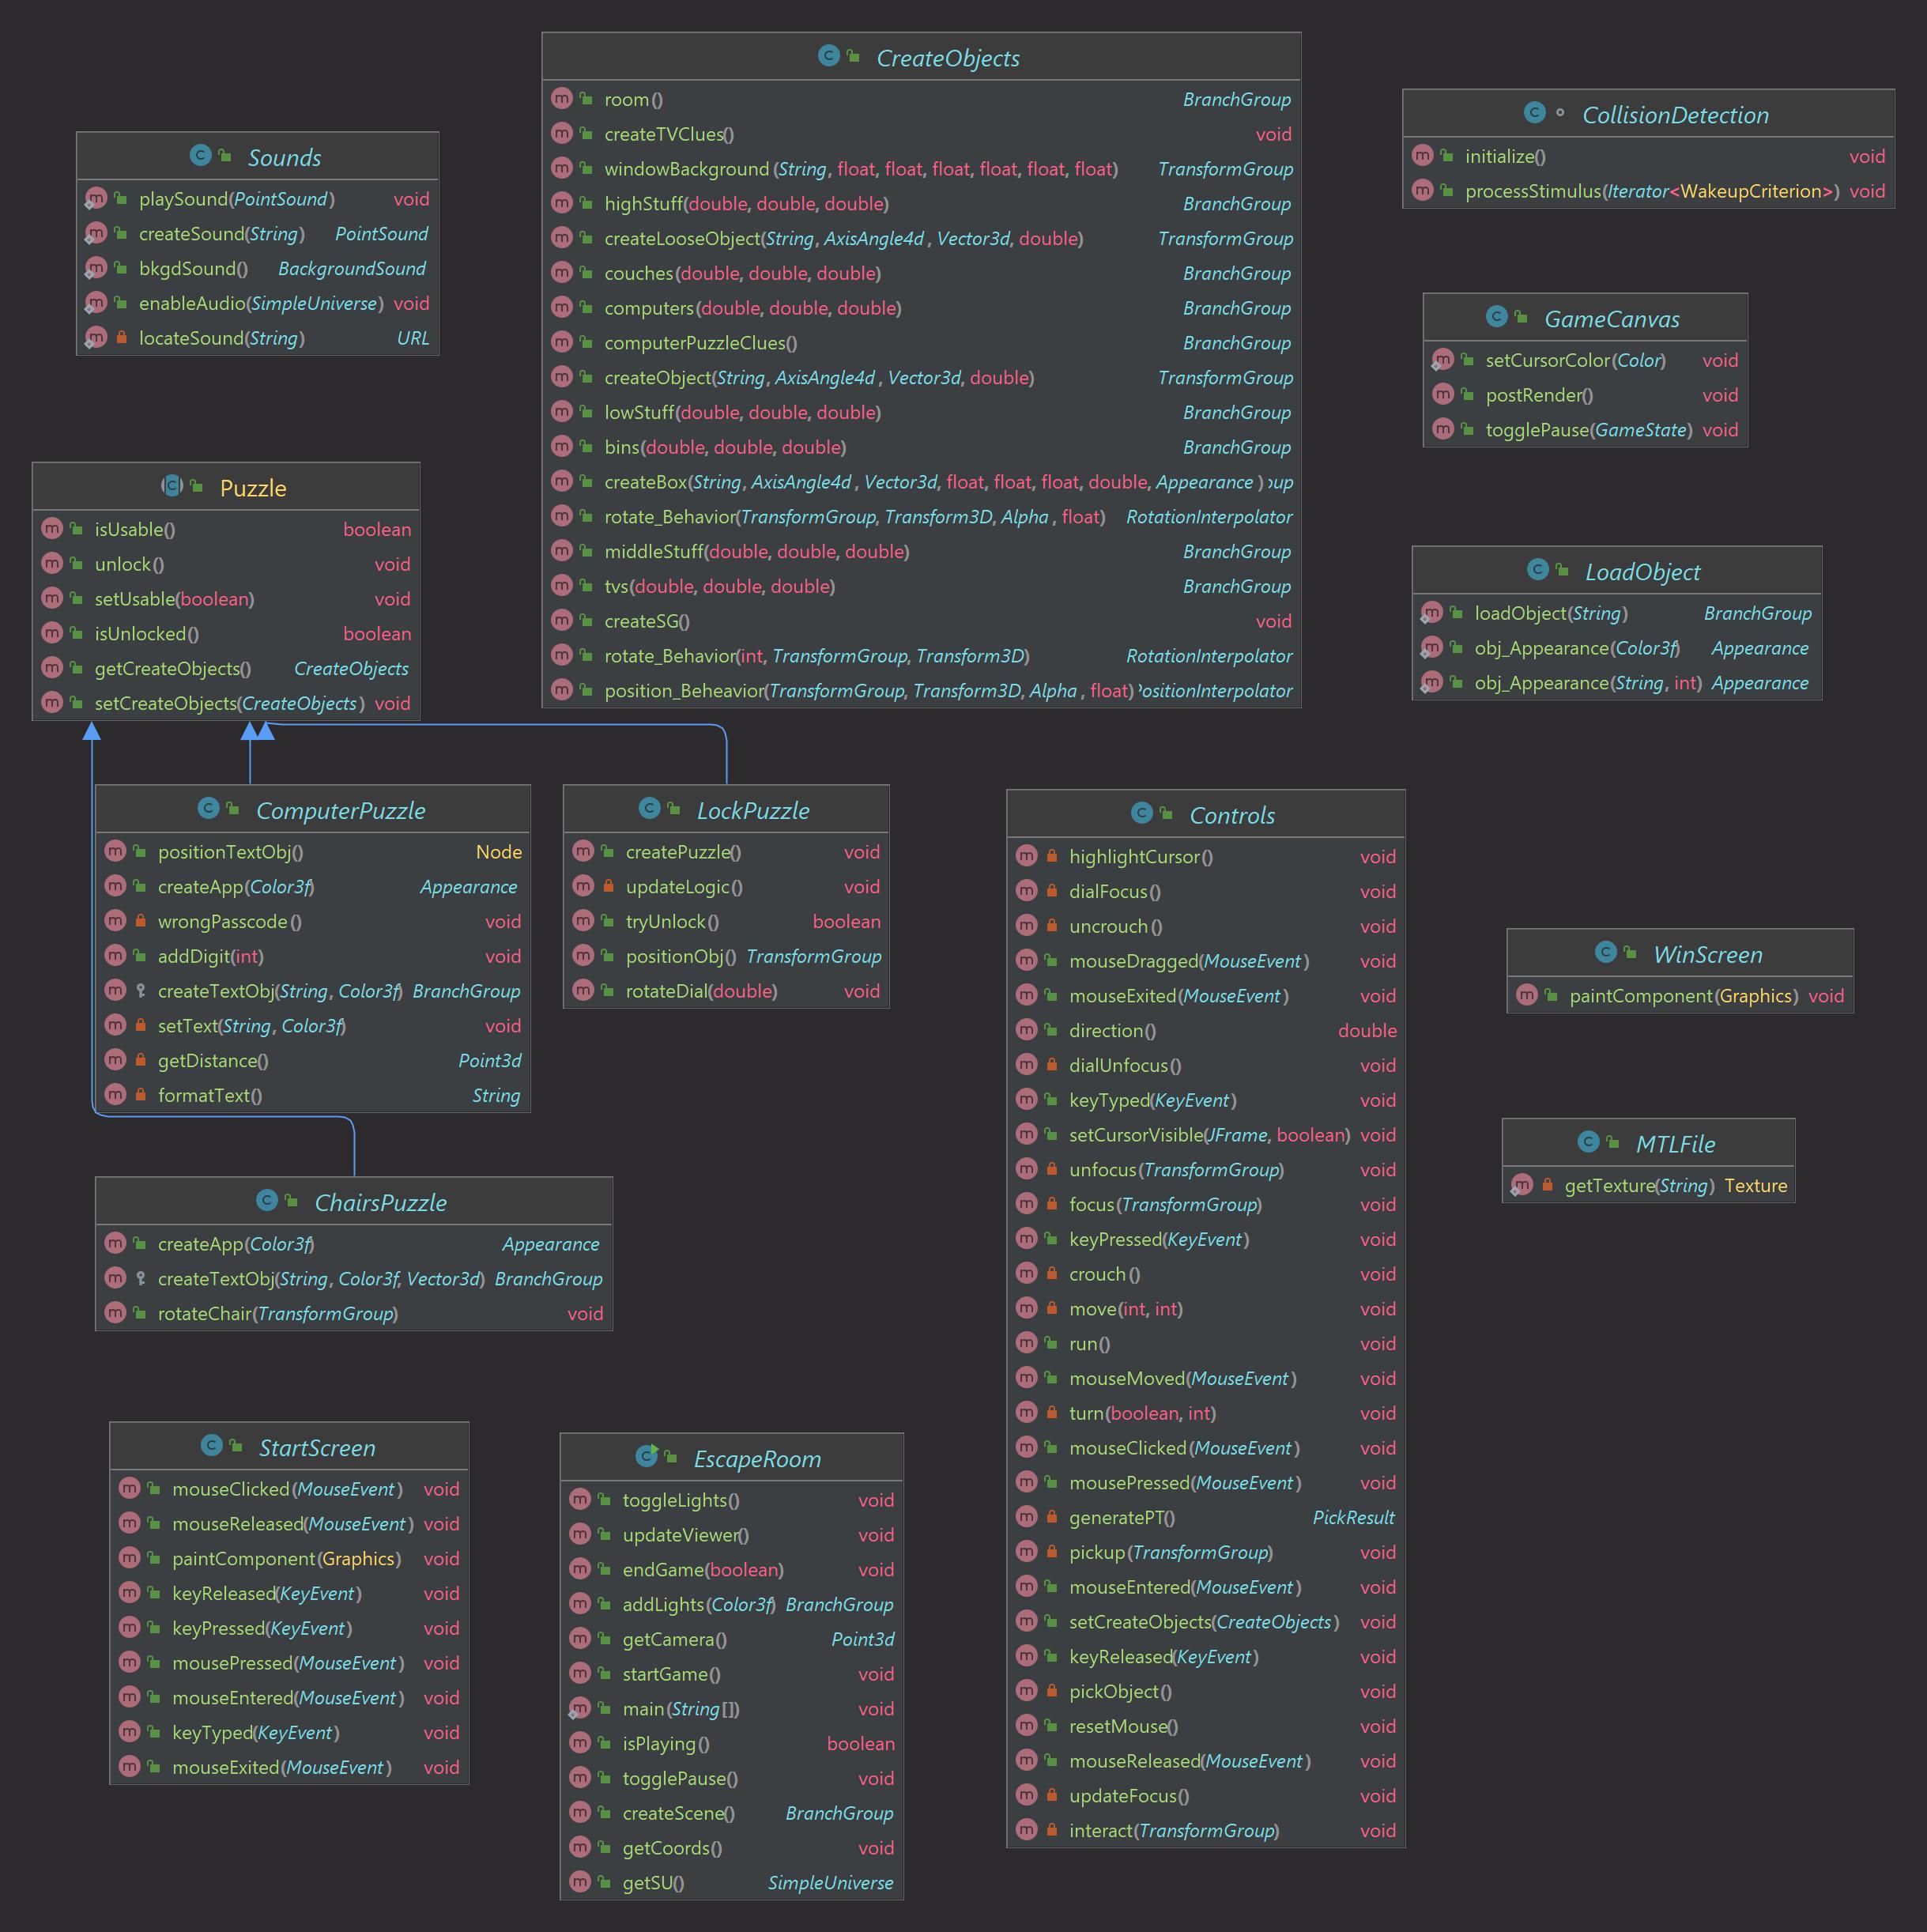 CreateObjects
room() BranchGroup
createTVClues() void
windowBackground(String, float, float, float, float, float, float) TransformGroup
highStuff(double, double, double) BranchGroup
createLooseObject(String, AxisAngle4d, Vector3d, double) TransformGroup
couches(double, double, double) BranchGroup
computers(double, double, double) BranchGroup
computerPuzzleClues() BranchGroup
createObject(String, AxisAngle4d, Vector3d, double) TransformGroup
lowStuff(double, double, double) BranchGroup
bins(double, double, double) BranchGroup
createBox(String, AxisAngle4d, Vector3d, float, float, float, double, Appearance) oup
rotate_Behavior(TransformGroup, Transform3D, Alpha, float) RotationInterpolator
middleStuff(double, double, double) BranchGroup
tvs(double, double, double) BranchGroup
createSG() void
rotate_Behavior(int, TransformGroup, Transform3D) RotationInterpolator
position_Beheavior(TransformGroup, Transform3D, Alpha, float) PositionInterpolator
CollisionDetection
initialize() void
processStimulus(Iterator<WakeupCriterion>) void
Sounds
playSound(PointSound) void
createSound(String) PointSound
bkgdSound() BackgroundSound
enableAudio(SimpleUniverse) void
locateSound(String) URL
GameCanvas
setCursorColor(Color) void
postRender() void
togglePause(GameState) void
Puzzle
isUsable() boolean
unlock() void
setUsable(boolean) void
isUnlocked() boolean
getCreateObjects() CreateObjects
setCreateObjects(CreateObjects) void
LoadObject
loadObject(String) BranchGroup
obj_Appearance(Color3f) Appearance
obj_Appearance(String, int) Appearance
ComputerPuzzle
positionTextObj() Node
createApp(Color3f) Appearance
wrongPasscode() void
addDigit(int) void
createTextObj(String, Color3f) BranchGroup
setText(String, Color3f) void
getDistance() Point3d
formatText() String
LockPuzzle
createPuzzle() void
updateLogic() void
tryUnlock() boolean
positionObj() TransformGroup
rotateDial(double) void
Controls
highlightCursor() void
dialFocus() void
uncrouch() void
mouseDragged(MouseEvent) void
mouseExited(MouseEvent) void
direction() double
dialUnfocus() void
keyTyped(KeyEvent) void
setCursorVisible(JFrame, boolean) void
unfocus(TransformGroup) void
focus(TransformGroup) void
keyPressed(KeyEvent) void
crouch() void
move(int, int) void
run() void
mouseMoved(MouseEvent) void
turn(boolean, int) void
mouseClicked(MouseEvent) void
mousePressed(MouseEvent) void
generatePT() PickResult
pickup(TransformGroup) void
mouseEntered(MouseEvent) void
setCreateObjects(CreateObjects) void
keyReleased(KeyEvent) void
pickObject() void
resetMouse() void
mouseReleased(MouseEvent) void
updateFocus() void
interact(TransformGroup) void
WinScreen
paintComponent(Graphics) void
MTLFile
getTexture(String) Texture
ChairsPuzzle
createApp(Color3f) Appearance
createTextObj(String, Color3f, Vector3d) BranchGroup
rotateChair(TransformGroup) void
StartScreen
mouseClicked(MouseEvent) void
mouseReleased(MouseEvent) void
paintComponent(Graphics) void
keyReleased(KeyEvent) void
keyPressed(KeyEvent) void
mousePressed(MouseEvent) void
mouseEntered(MouseEvent) void
keyTyped(KeyEvent) void
mouseExited(MouseEvent) void
EscapeRoom
toggleLights() void
updateViewer() void
endGame(boolean) void
addLights(Color3f) BranchGroup
getCamera() Point3d
startGame() void
main(String[]) void
isPlaying() boolean
togglePause() void
createScene() BranchGroup
getCoords() void
getSU() SimpleUniverse